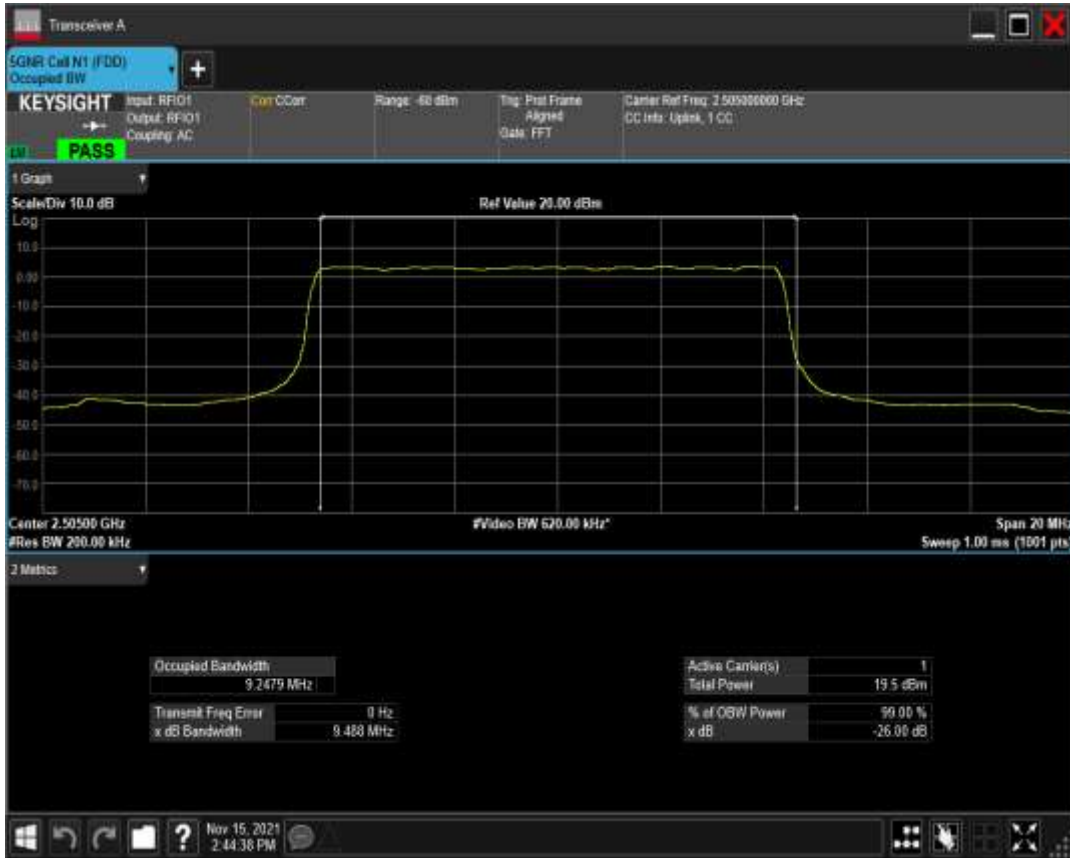 Transceiver A
5GNR Cell N1 (FDD)
Occupied BW
+
KEYSIGHT
PASS
Input: RFIO1
Output: RFIO1
Coupling: AC
Corr CCorr
Range: -60 dBm
Trig: Prot Frame
Aligned
Gate: FFT
Carrier Ref Freq: 2.505000000 GHz
CC Info: Uplink, 1 CC
1 Graph
Scale/Div 10.0 dB
Ref Value 20.00 dBm
Log
10.0
0.00
-10.0
-20.0
-30.0
-40.0
-50.0
-60.0
-70.0
Center 2.50500 GHz
#Video BW 620.00 kHz*
Span 20 MHz
#Res BW 200.00 kHz
Sweep 1.00 ms (1001 pts)
2 Metrics
Occupied Bandwidth
9.2479 MHz
Transmit Freq Error 0 Hz
x dB Bandwidth 9.488 MHz
Active Carrier(s) 1
Total Power 19.5 dBm
% of OBW Power 99.00 %
x dB -26.00 dB
?
Nov 15, 2021
2:44:38 PM